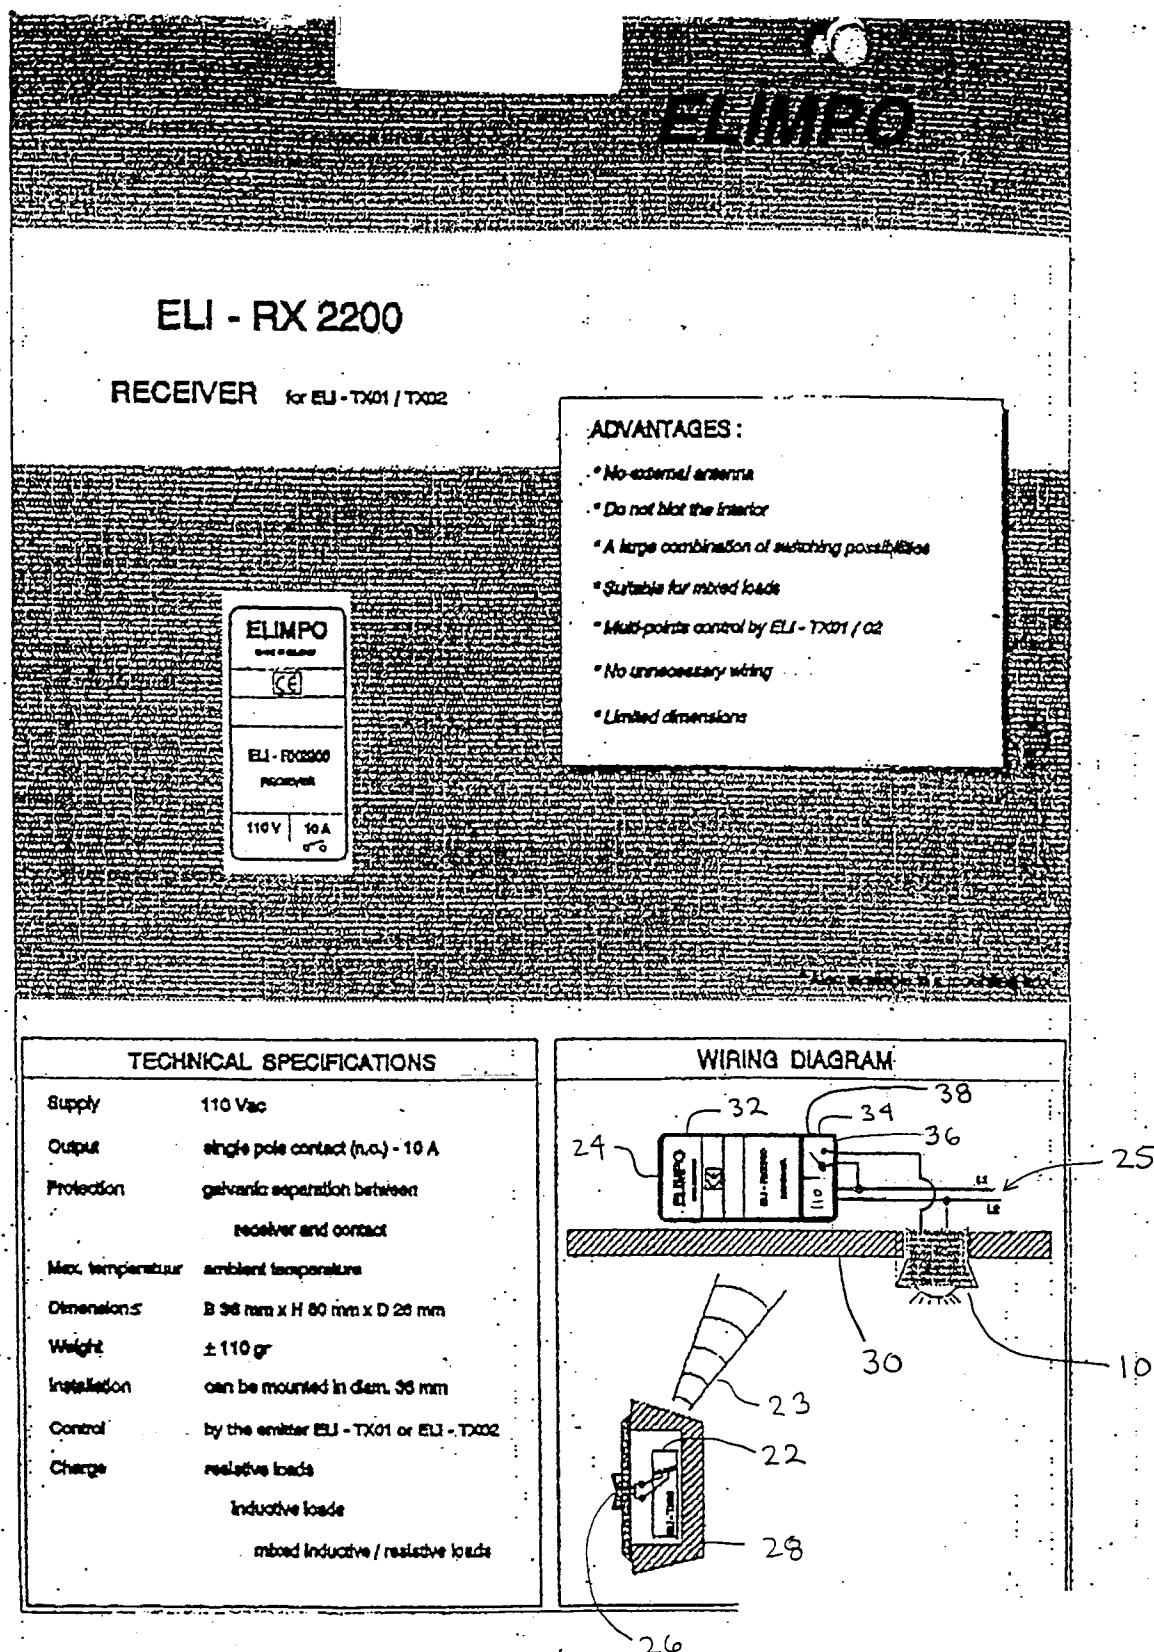 ELIMPO
ELI - RX 2200
RECEIVER for ELI - TX01 / TX02
ADVANTAGES :
* No external antenna
* Do not blot the interior
* A large combination of switching possibilities
* Suitable for mixed loads
* Multi-points control by ELI - TX01 / 02
* No unnecessary wiring
* Limited dimensions
ELIMPO
CE
ELI - RX2200
RECEIVER
110 V 10 A
TECHNICAL SPECIFICATIONS
Supply 110 Vac
Output single pole contact (n.o.) - 10 A
Protection galvanic separation between
receiver and contact
Max. temperatuur ambient temperature
Dimensions B 36 mm x H 80 mm x D 26 mm
Weight ± 110 gr
Installation can be mounted in diam. 36 mm
Control by the emitter ELI - TX01 or ELI - TX02
Charge resistive loads
inductive loads
mixed inductive / resistive loads
WIRING DIAGRAM
38
32
34
36
24
25
ELIMPO
CE
110
L1
L2
30
10
23
22
28
26